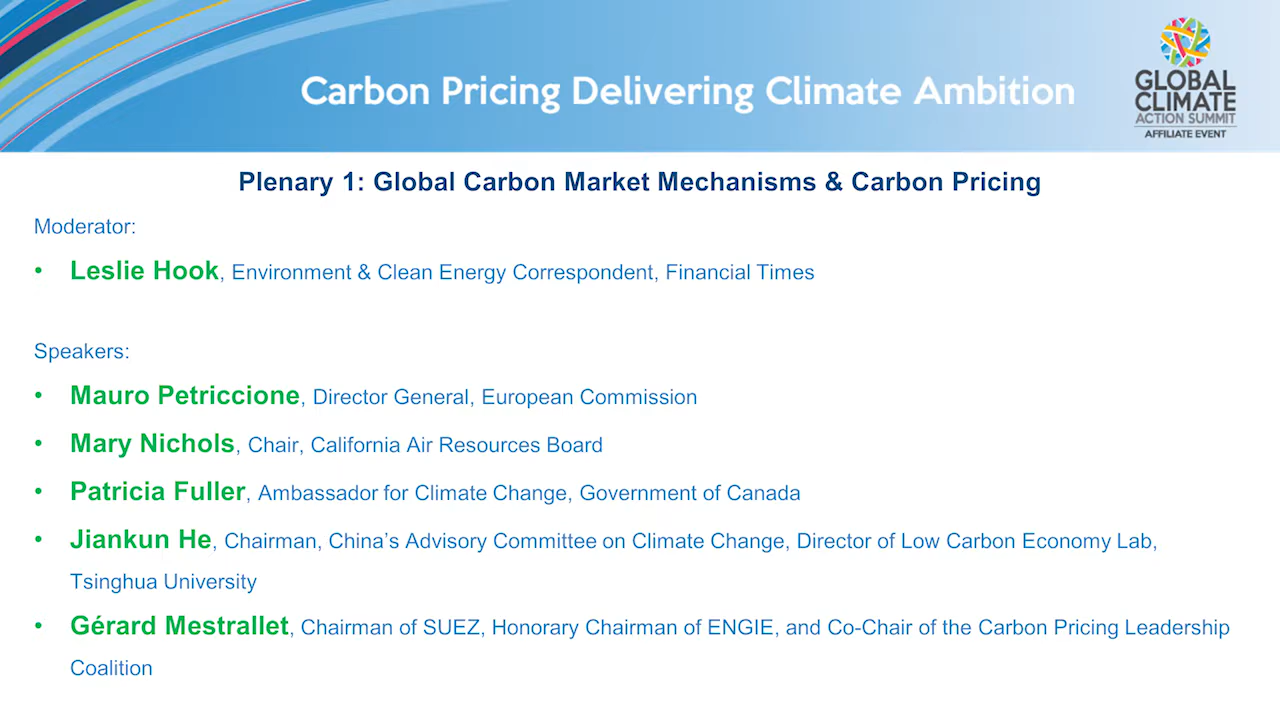 Carbon Pricing Delivering Climate Ambition
GLOBAL
CLIMATE
ACTION SUMMIT
AFFILIATE EVENT
Plenary 1: Global Carbon Market Mechanisms & Carbon Pricing
Moderator:
• Leslie Hook, Environment & Clean Energy Correspondent, Financial Times
Speakers:
• Mauro Petriccione, Director General, European Commission
• Mary Nichols, Chair, California Air Resources Board
• Patricia Fuller, Ambassador for Climate Change, Government of Canada
• Jiankun He, Chairman, China’s Advisory Committee on Climate Change, Director of Low Carbon Economy Lab,
Tsinghua University
• Gérard Mestrallet, Chairman of SUEZ, Honorary Chairman of ENGIE, and Co-Chair of the Carbon Pricing Leadership
Coalition